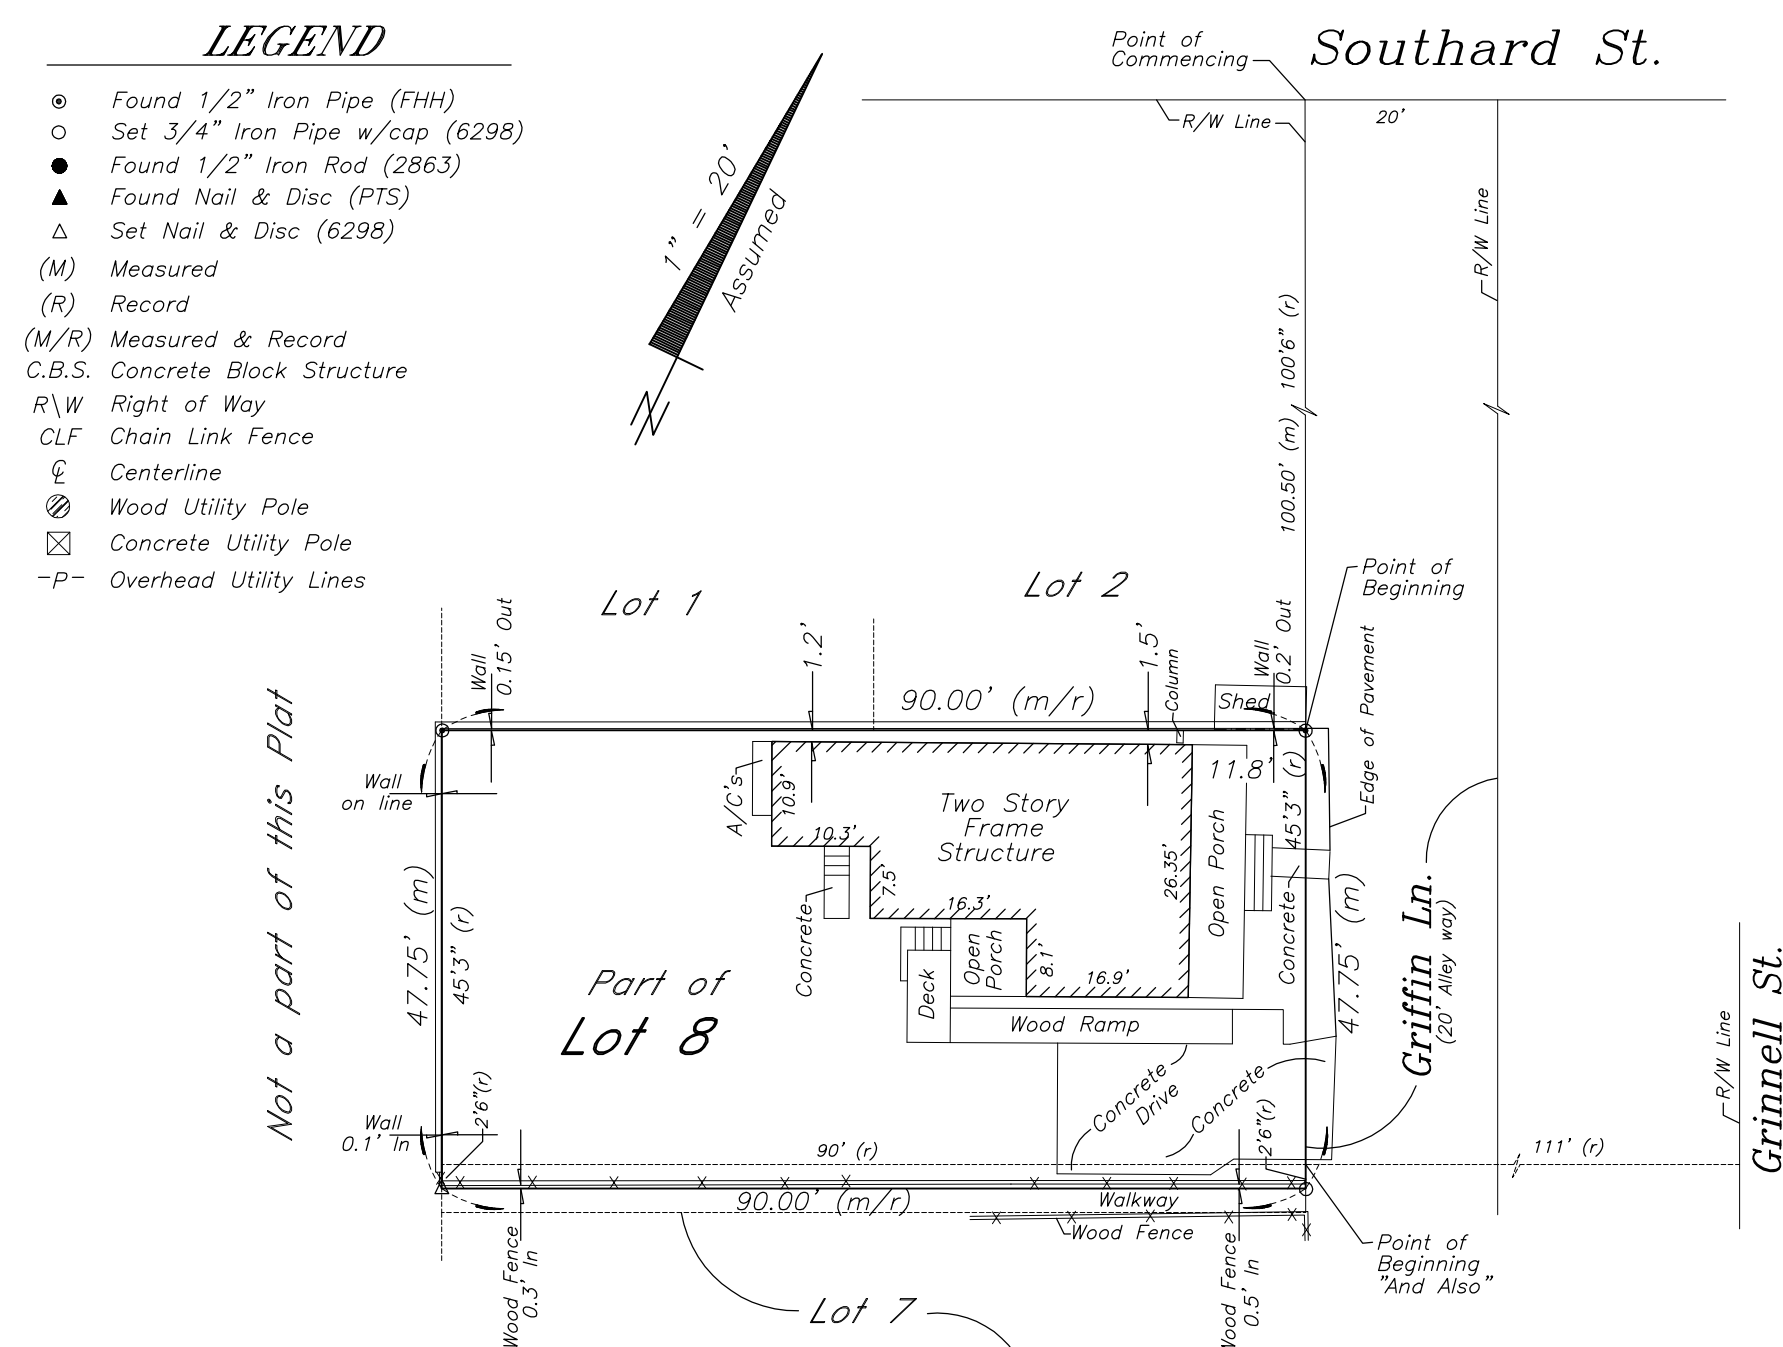 LEGEND
Found 1/2" Iron Pipe (FHH)
Set 3/4" Iron Pipe w/cap (6298)
Found 1/2" Iron Rod (2863)
Found Nail & Disc (PTS)
Set Nail & Disc (6298)
(M) Measured
(R) Record
(M/R) Measured & Record
C.B.S. Concrete Block Structure
R\W Right of Way
CLF Chain Link Fence
℄ Centerline
Wood Utility Pole
Concrete Utility Pole
-P- Overhead Utility Lines
1" = 20'
Assumed
N
Point of
Commencing
Southard St.
R/W Line
20'
R/W Line
100'6" (r)
100.50' (m)
Point of
Beginning
Lot 1
Lot 2
Wall
0.15' Out
1.2'
1.5'
Column
Wall
0.2' Out
90.00' (m/r)
Shed
Edge of Pavement
Not a part of this Plat
Wall
on line
A/C's
10.9'
Two Story
Frame
Structure
11.8'
45'3" (r)
10.3'
7.5'
26.35'
Open Porch
Concrete
16.3'
Concrete
47.75' (m)
Griffin Ln.
(20' Alley way)
47.75' (m)
45'3" (r)
Open
Porch
8.1'
16.9'
Deck
Part of
Lot 8
Wood Ramp
R/W Line
Grinnell St.
Concrete
Drive
Concrete
2'6"(r)
2'6"(r)
Wall
0.1' In
90' (r)
111' (r)
90.00' (m/r)
Walkway
Wood Fence
Wood Fence
0.3' In
Wood Fence
0.5' In
Point of
Beginning
"And Also"
Lot 7